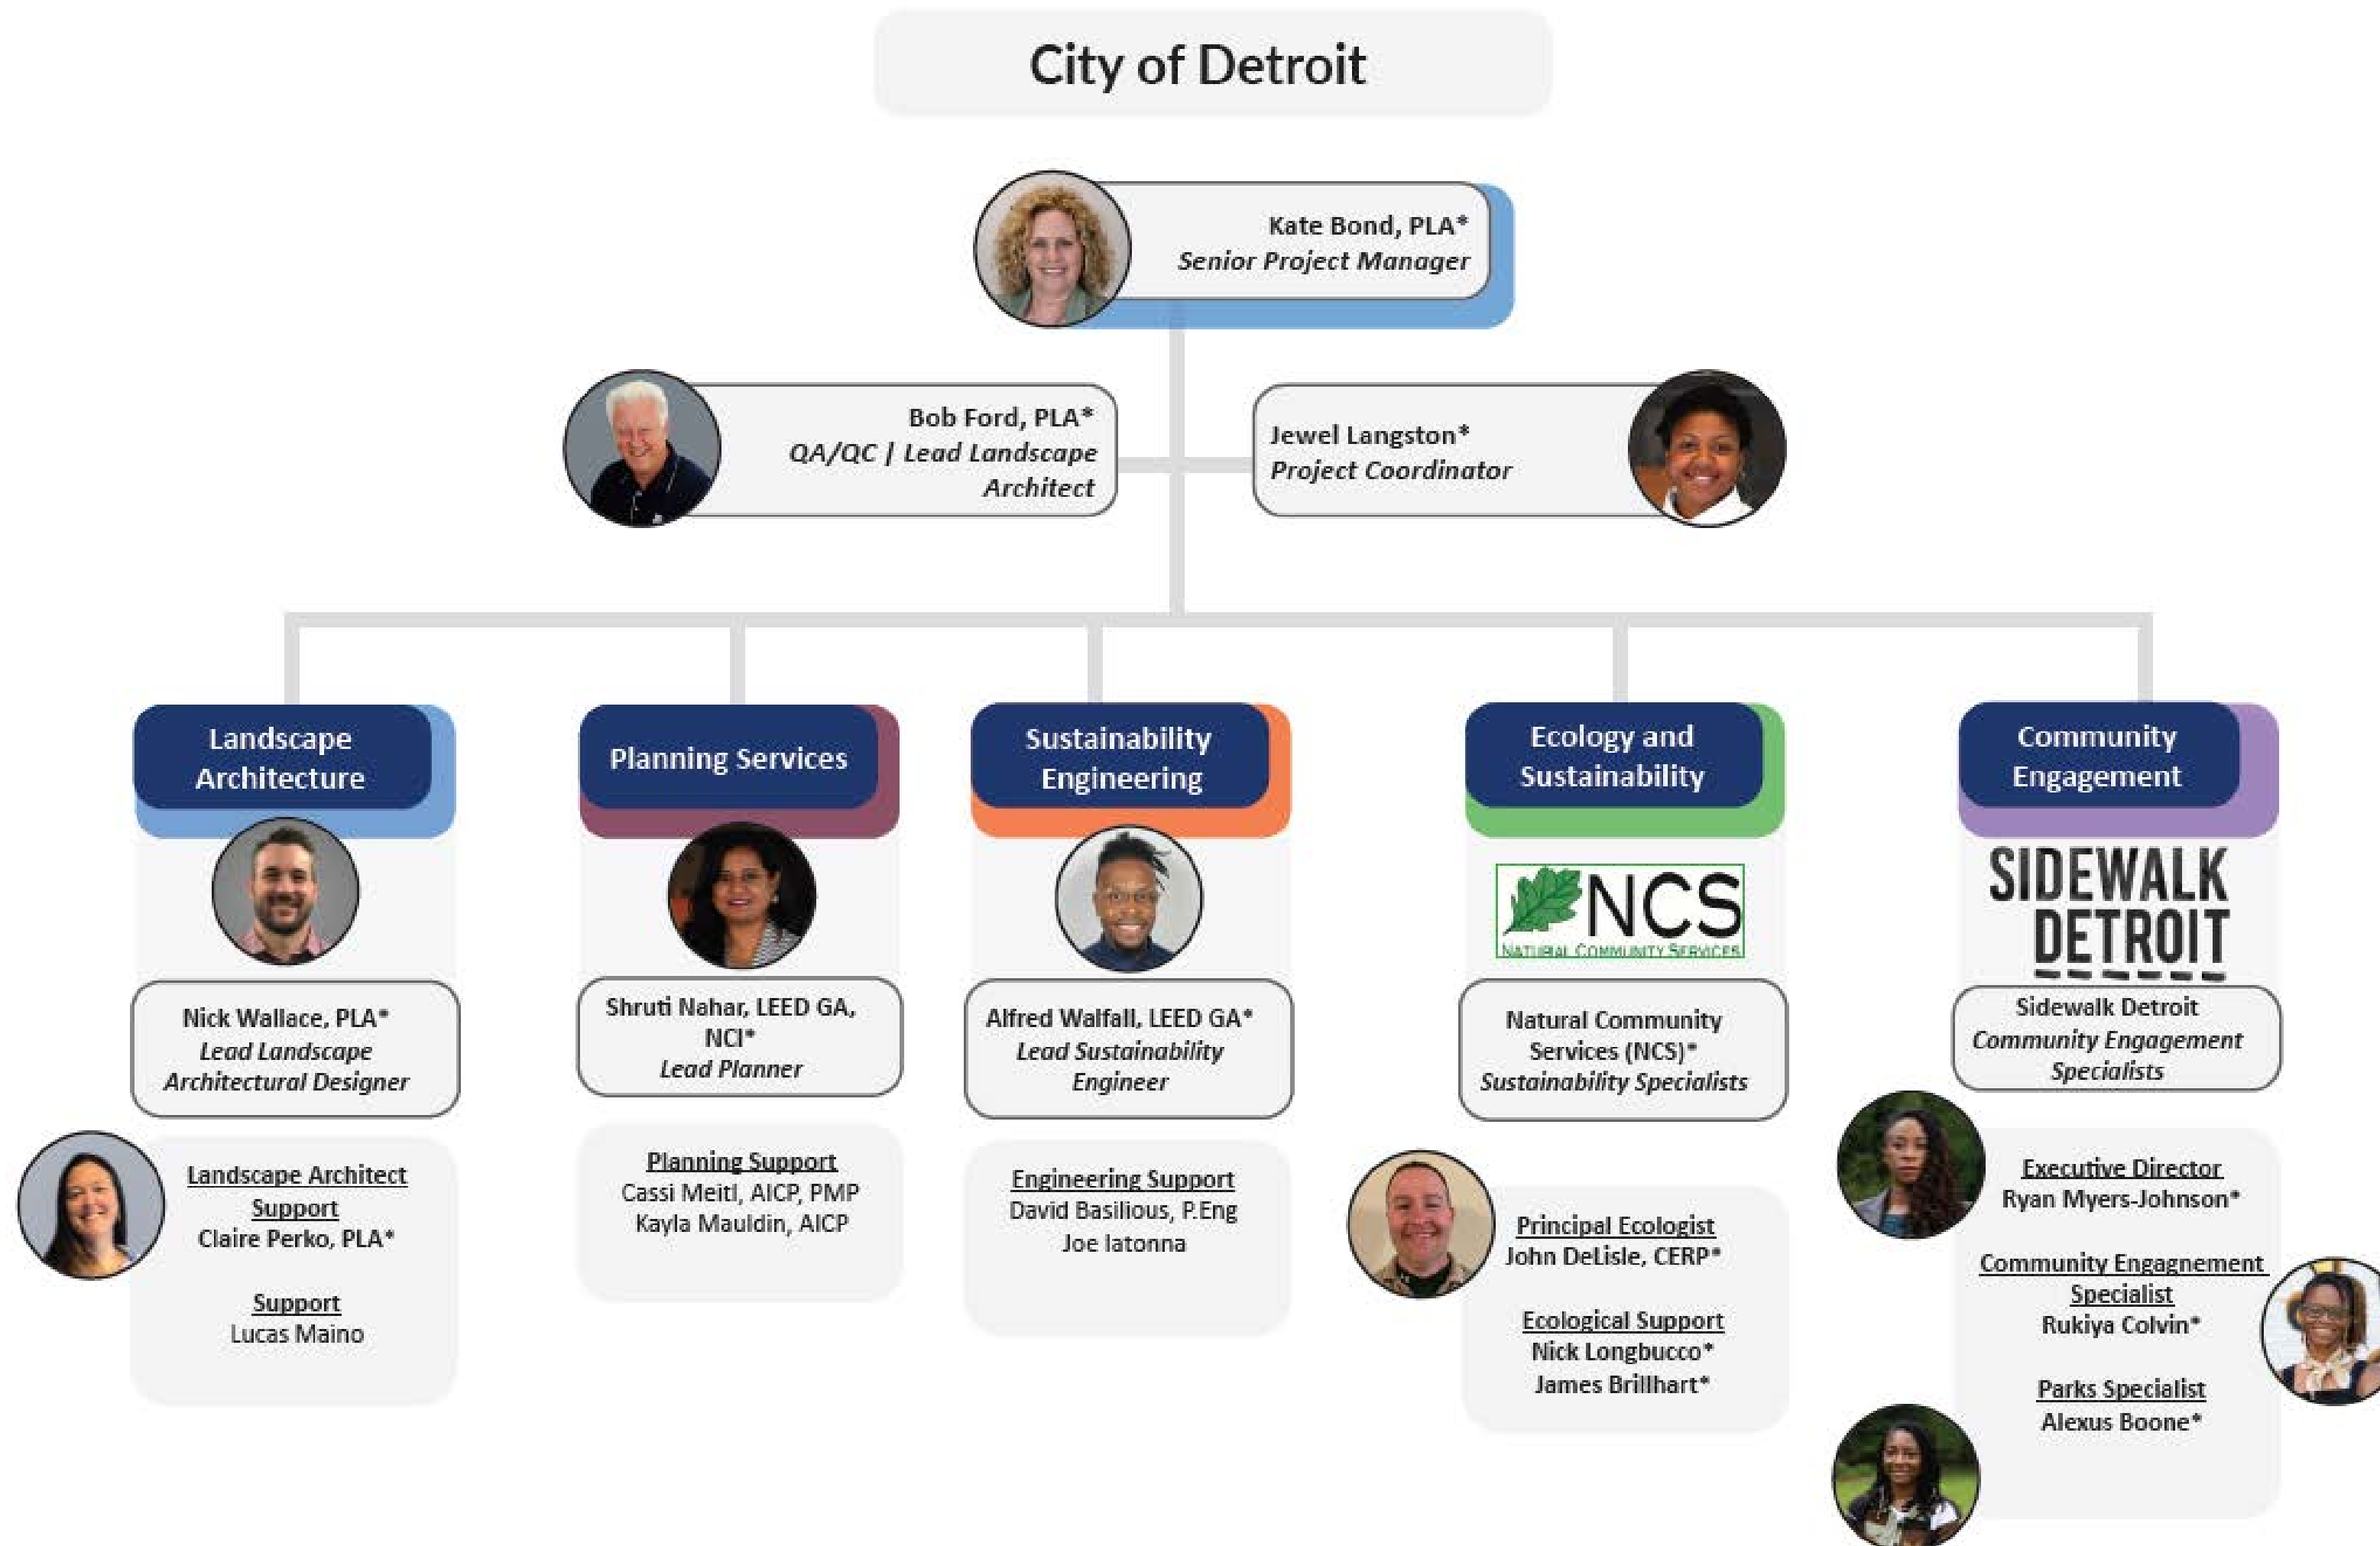 City of Detroit
Kate Bond, PLA*
Senior Project Manager
Bob Ford, PLA*
QA/QC | Lead Landscape
Architect
Jewel Langston*
Project Coordinator
Landscape
Architecture
Nick Wallace, PLA*
Lead Landscape
Architectural Designer
Landscape Architect
Support
Claire Perko, PLA*
Support
Lucas Maino
Planning Services
Shruti Nahar, LEED GA,
NCI*
Lead Planner
Planning Support
Cassi Meitl, AICP, PMP
Kayla Mauldin, AICP
Sustainability
Engineering
Alfred Walfall, LEED GA*
Lead Sustainability
Engineer
Engineering Support
David Basilious, P.Eng
Joe Iatonna
Ecology and
Sustainability
NCS
NATURAL COMMUNITY SERVICES
Natural Community
Services (NCS)*
Sustainability Specialists
Principal Ecologist
John DeLisle, CERP*
Ecological Support
Nick Longbucco*
James Brillhart*
Community
Engagement
SIDEWALK
DETROIT
Sidewalk Detroit
Community Engagement
Specialists
Executive Director
Ryan Myers-Johnson*
Community Engagnement
Specialist
Rukiya Colvin*
Parks Specialist
Alexus Boone*